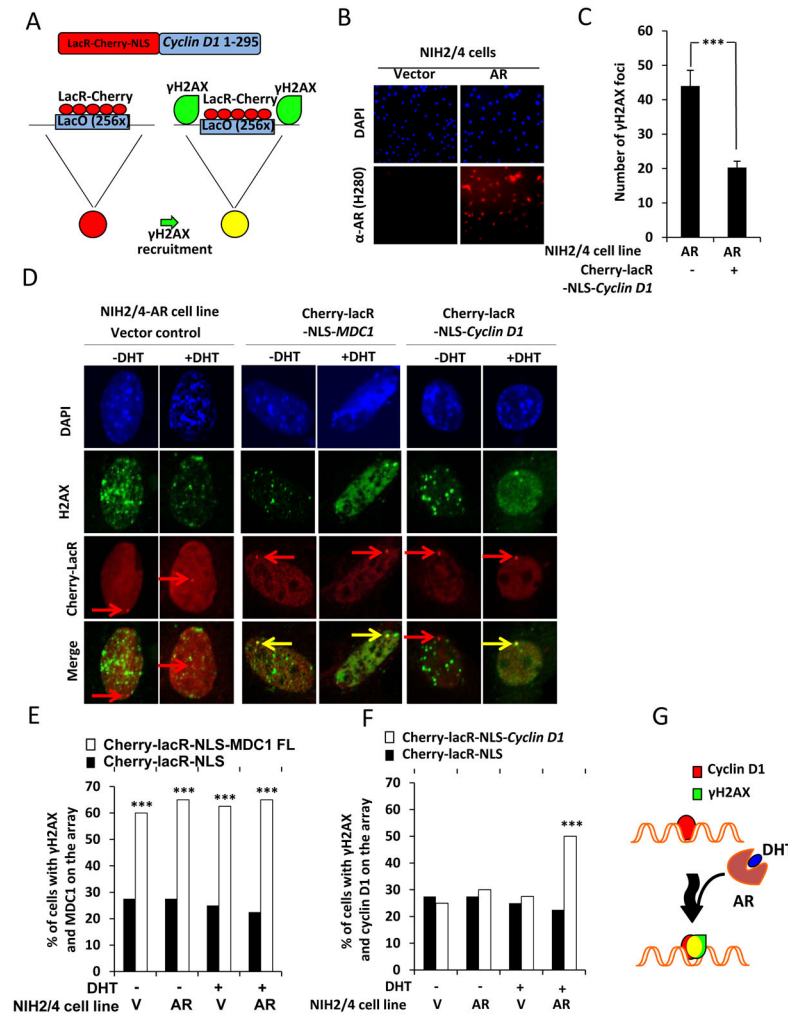 A
LacR-Cherry-NLS Cyclin D1 1-295
LacR-Cherry
LacO (256x)
γH2AX γH2AX
LacR-Cherry
LacO (256x)
γH2AX
recruitment
B
NIH2/4 cells
Vector AR
DAPI
α-AR (H280)
C
Number of γH2AX foci
60
50
40
30
20
10
0
***
NIH2/4 cell line AR AR
Cherry-lacR - +
-NLS-Cyclin D1
D
NIH2/4-AR cell line
Vector control
Cherry-lacR
-NLS-MDC1
Cherry-lacR
-NLS-Cyclin D1
-DHT +DHT -DHT +DHT -DHT +DHT
DAPI
H2AX
Cherry-LacR
Merge
E
Cherry-lacR-NLS-MDC1 FL
Cherry-lacR-NLS
% of cells with γH2AX
and MDC1 on the array
70
60
50
40
30
20
10
0
*** *** *** ***
DHT - - + +
NIH2/4 cell line V AR V AR
F
Cherry-lacR-NLS-Cyclin D1
Cherry-lacR-NLS
% of cells with γH2AX
and cyclin D1 on the array
70
60
50
40
30
20
10
0
***
DHT - - + +
NIH2/4 cell line V AR V AR
G
Cyclin D1
γH2AX
DHT
AR